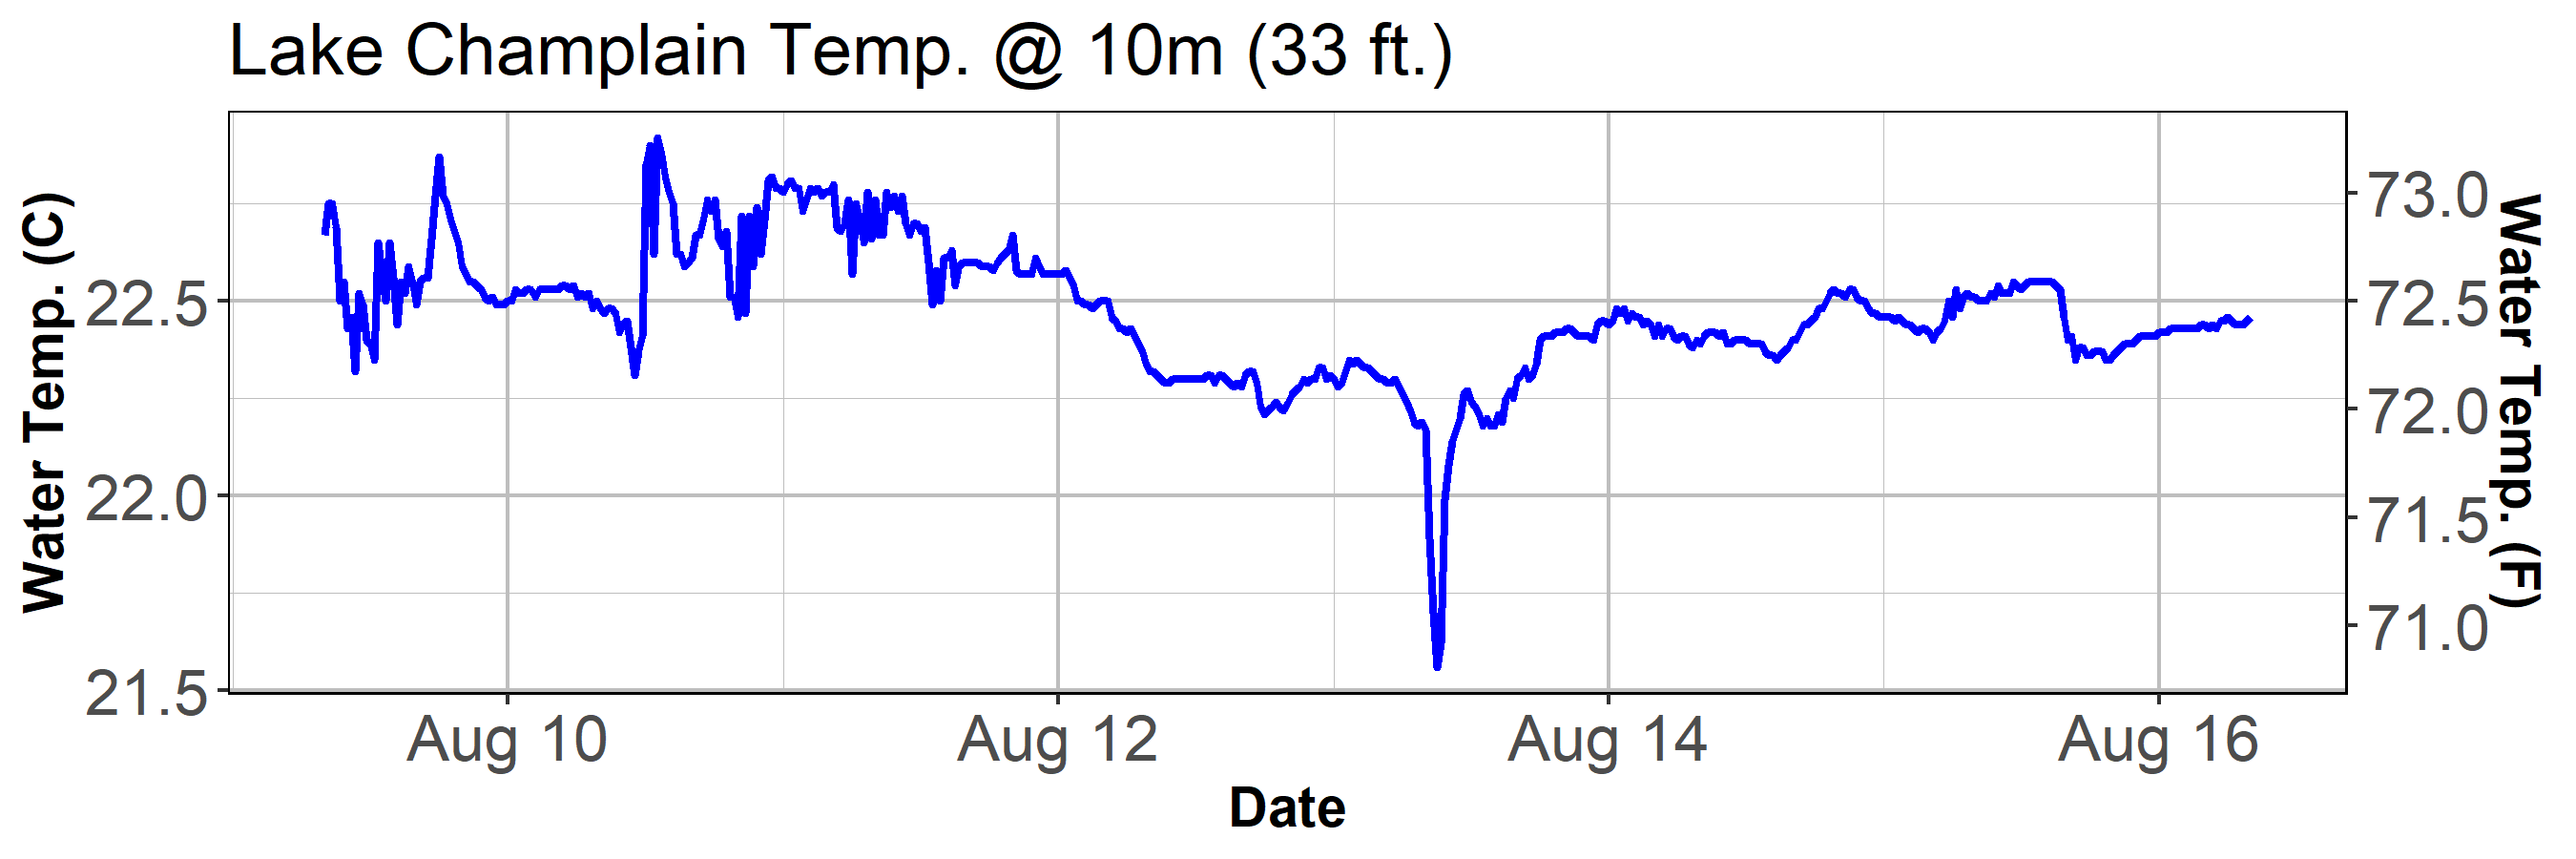 Lake Champlain Temp. @ 10m (33 ft.)
Water Temp. (C)
22.5
22.0
21.5
73.0
72.5
72.0
71.5
71.0
Water Temp. (F)
Aug 10 Aug 12 Aug 14 Aug 16
Date